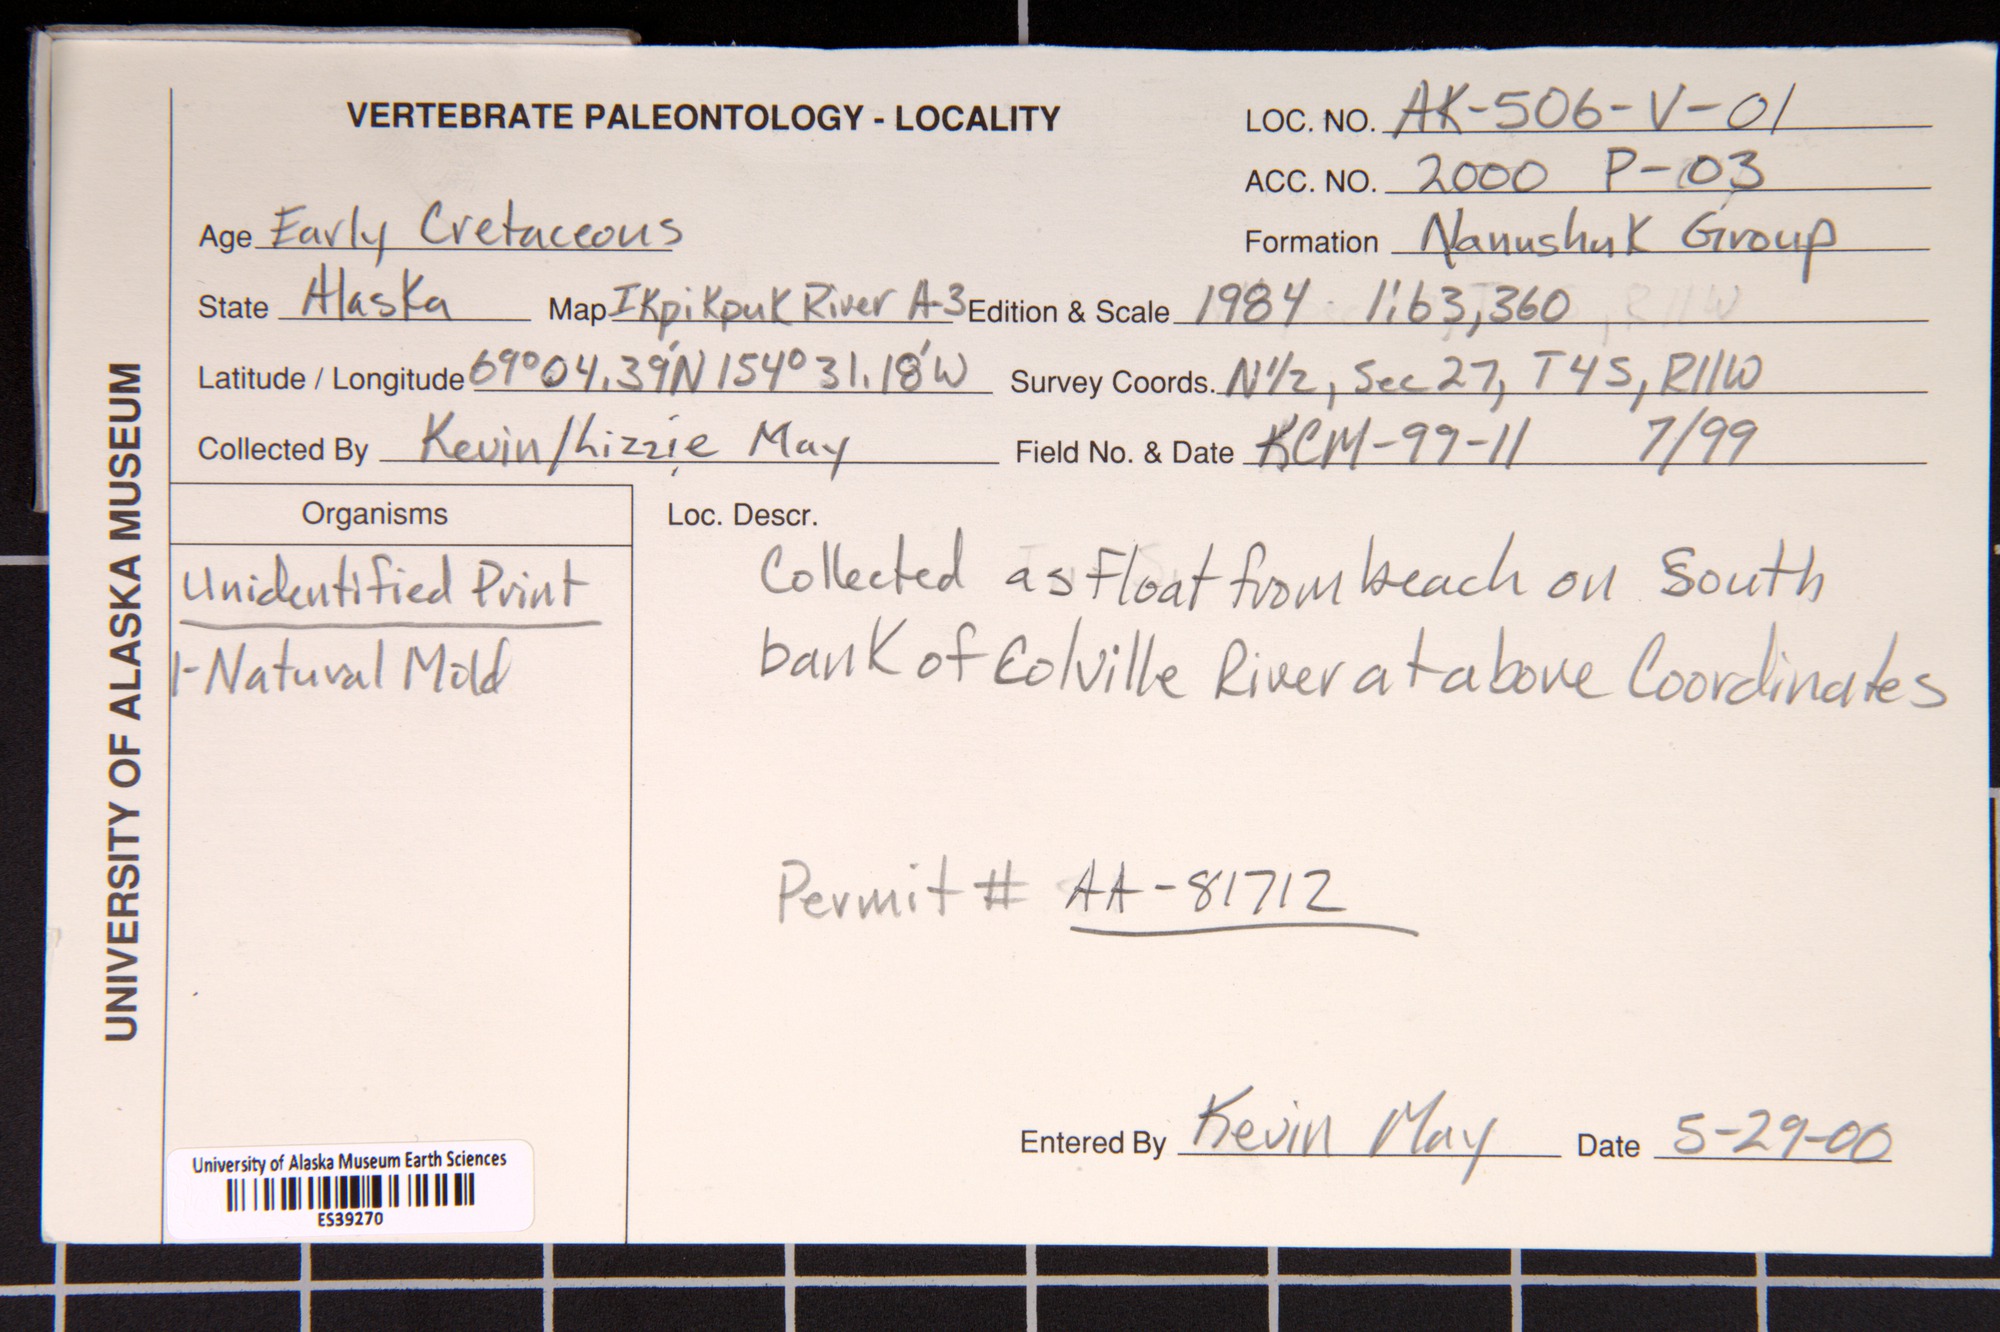 UNIVERSITY OF ALASKA MUSEUM
VERTEBRATE PALEONTOLOGY - LOCALITY
LOC. NO. AK-506-V-01
ACC. NO. 2000 P-03
Age Early Cretaceous
Formation Nanushuk Group
State Alaska Map Ikpikpuk River A-3 Edition & Scale 1984 1:63,360
Latitude / Longitude 69°04.39'N 154°31.18'W Survey Coords. N1/2, Sec 27, T4S, R11W
Collected By Kevin/Lizzie May Field No. & Date KCM-99-11 7/99
Organisms
Unidentified Print
1-Natural Mold
Loc. Descr.
Collected as Float from beach on South
bank of Colville River at above Coordinates
Permit # AA-81712
Entered By Kevin May Date 5-29-00
University of Alaska Museum Earth Sciences
ES39270